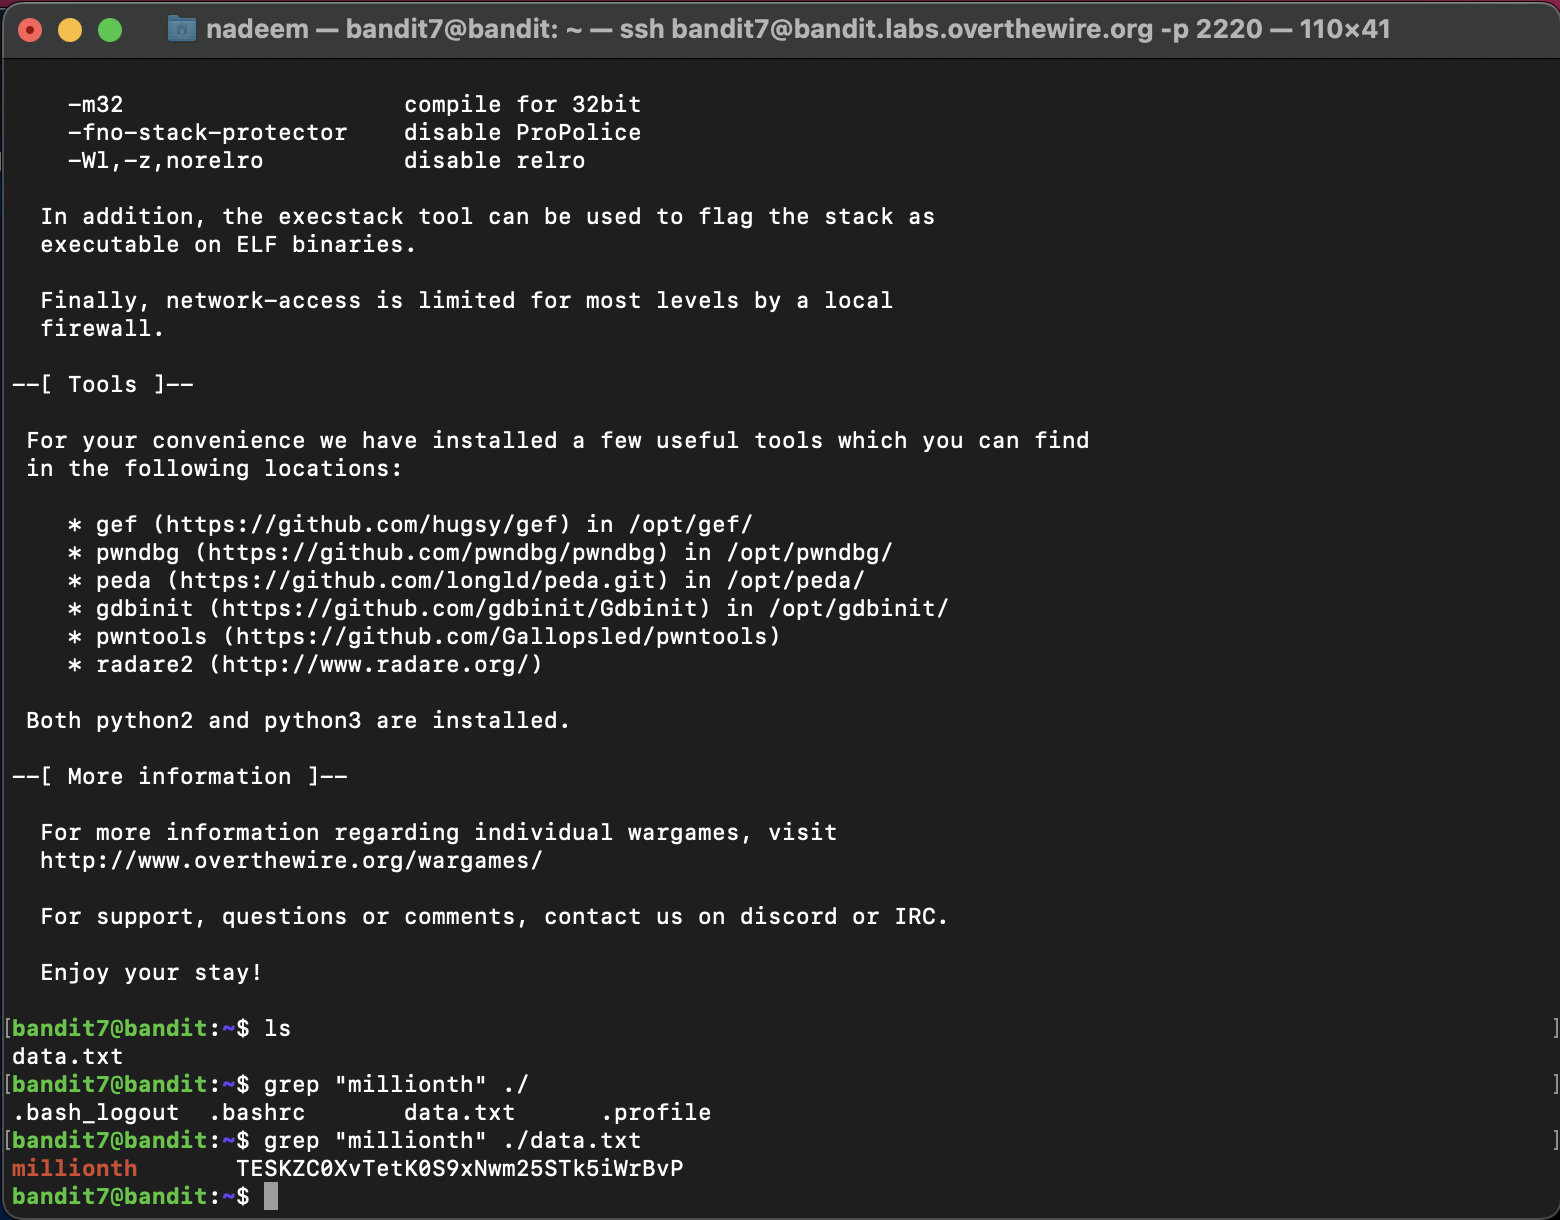 nadeem — bandit7@bandit: ~ — ssh bandit7@bandit.labs.overthewire.org -p 2220 — 110×41
-m32                    compile for 32bit
-fno-stack-protector    disable ProPolice
-Wl,-z,norelro          disable relro
In addition, the execstack tool can be used to flag the stack as
executable on ELF binaries.
Finally, network-access is limited for most levels by a local
firewall.
--[ Tools ]--
For your convenience we have installed a few useful tools which you can find
in the following locations:
* gef (https://github.com/hugsy/gef) in /opt/gef/
* pwndbg (https://github.com/pwndbg/pwndbg) in /opt/pwndbg/
* peda (https://github.com/longld/peda.git) in /opt/peda/
* gdbinit (https://github.com/gdbinit/Gdbinit) in /opt/gdbinit/
* pwntools (https://github.com/Gallopsled/pwntools)
* radare2 (http://www.radare.org/)
Both python2 and python3 are installed.
--[ More information ]--
For more information regarding individual wargames, visit
http://www.overthewire.org/wargames/
For support, questions or comments, contact us on discord or IRC.
Enjoy your stay!
[bandit7@bandit:~$ ls ]
data.txt
[bandit7@bandit:~$ grep "millionth" ./ ]
.bash_logout  .bashrc       data.txt      .profile
[bandit7@bandit:~$ grep "millionth" ./data.txt ]
millionth       TESKZC0XvTetK0S9xNwm25STk5iWrBvP
bandit7@bandit:~$